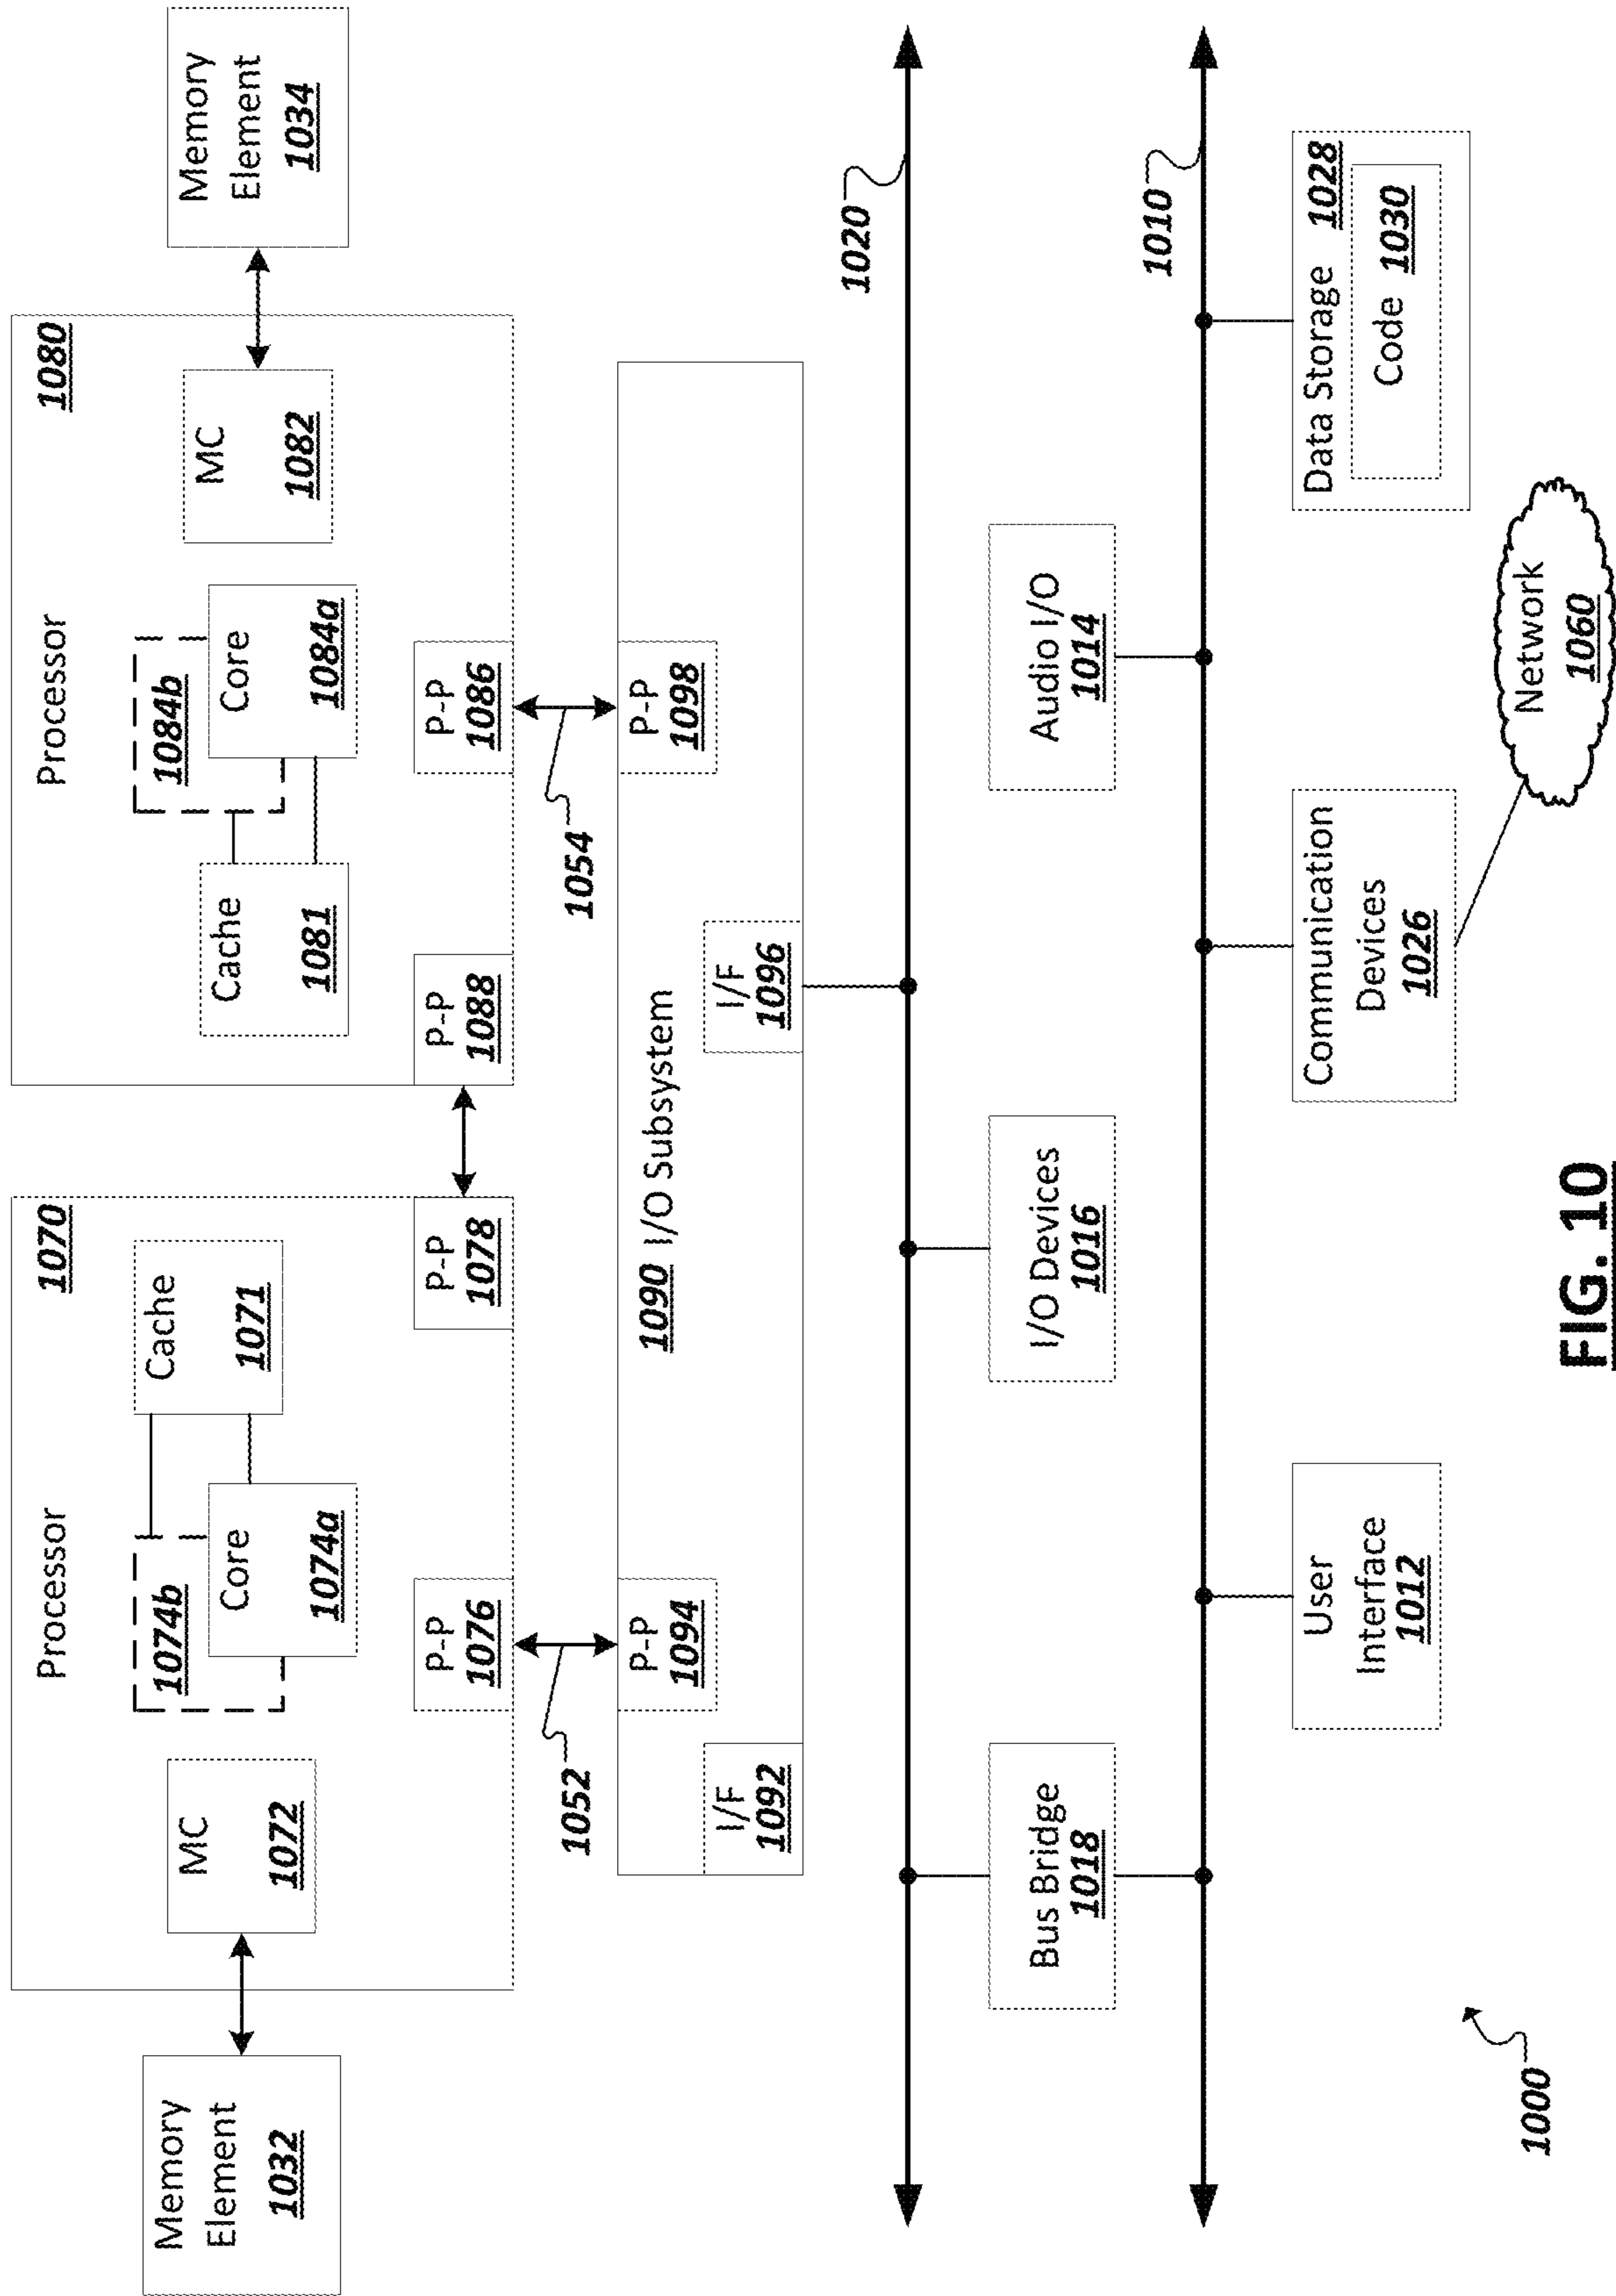 Processor
1070
Processor
1080
Memory
Element
1032
MC
1072
1074b
Core
1074a
Cache
1071
Cache
1081
1084b
Core
1084a
MC
1082
Memory
Element
1034
P-P
1076
P-P
1078
P-P
1088
P-P
1086
1052
1054
P-P
1094
1090 I/O Subsystem
P-P
1098
I/F
1092
I/F
1096
1020
Bus Bridge
1018
I/O Devices
1016
Audio I/O
1014
1010
User
Interface
1012
Communication
Devices
1026
Data Storage 1028
Code 1030
Network
1060
1000
FIG. 10